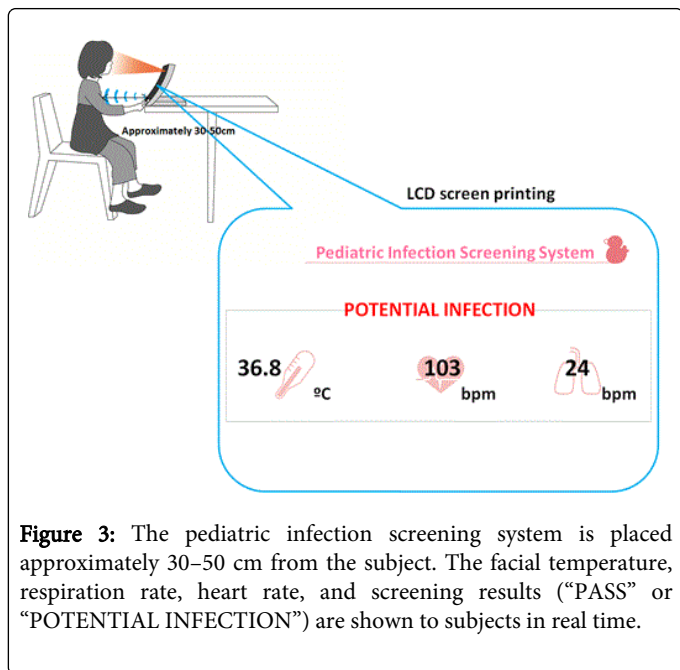 Approximately 30-50cm
LCD screen printing
Pediatric Infection Screening System
POTENTIAL INFECTION
36.8 ºC
103 bpm
24 bpm
Figure 3: The pediatric infection screening system is placed
approximately 30–50 cm from the subject. The facial temperature,
respiration rate, heart rate, and screening results (“PASS” or
“POTENTIAL INFECTION”) are shown to subjects in real time.